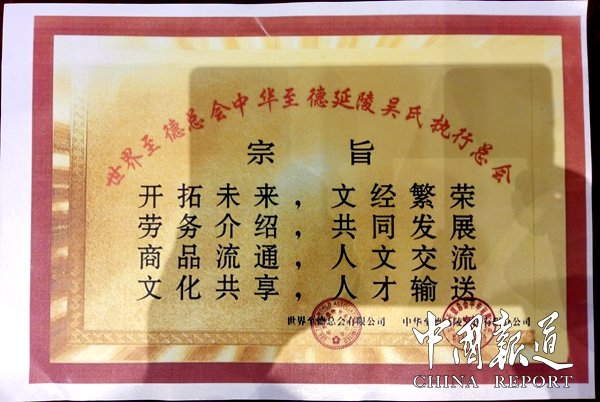 世界至德总会中华至德延陵吴氏执行总会
宗 旨
开拓未来，文经繁荣
劳务介绍，共同发展
商品流通，人文交流
文化共享，人才输送
世界至德总会有限公司
中國報道
CHINA REPORT